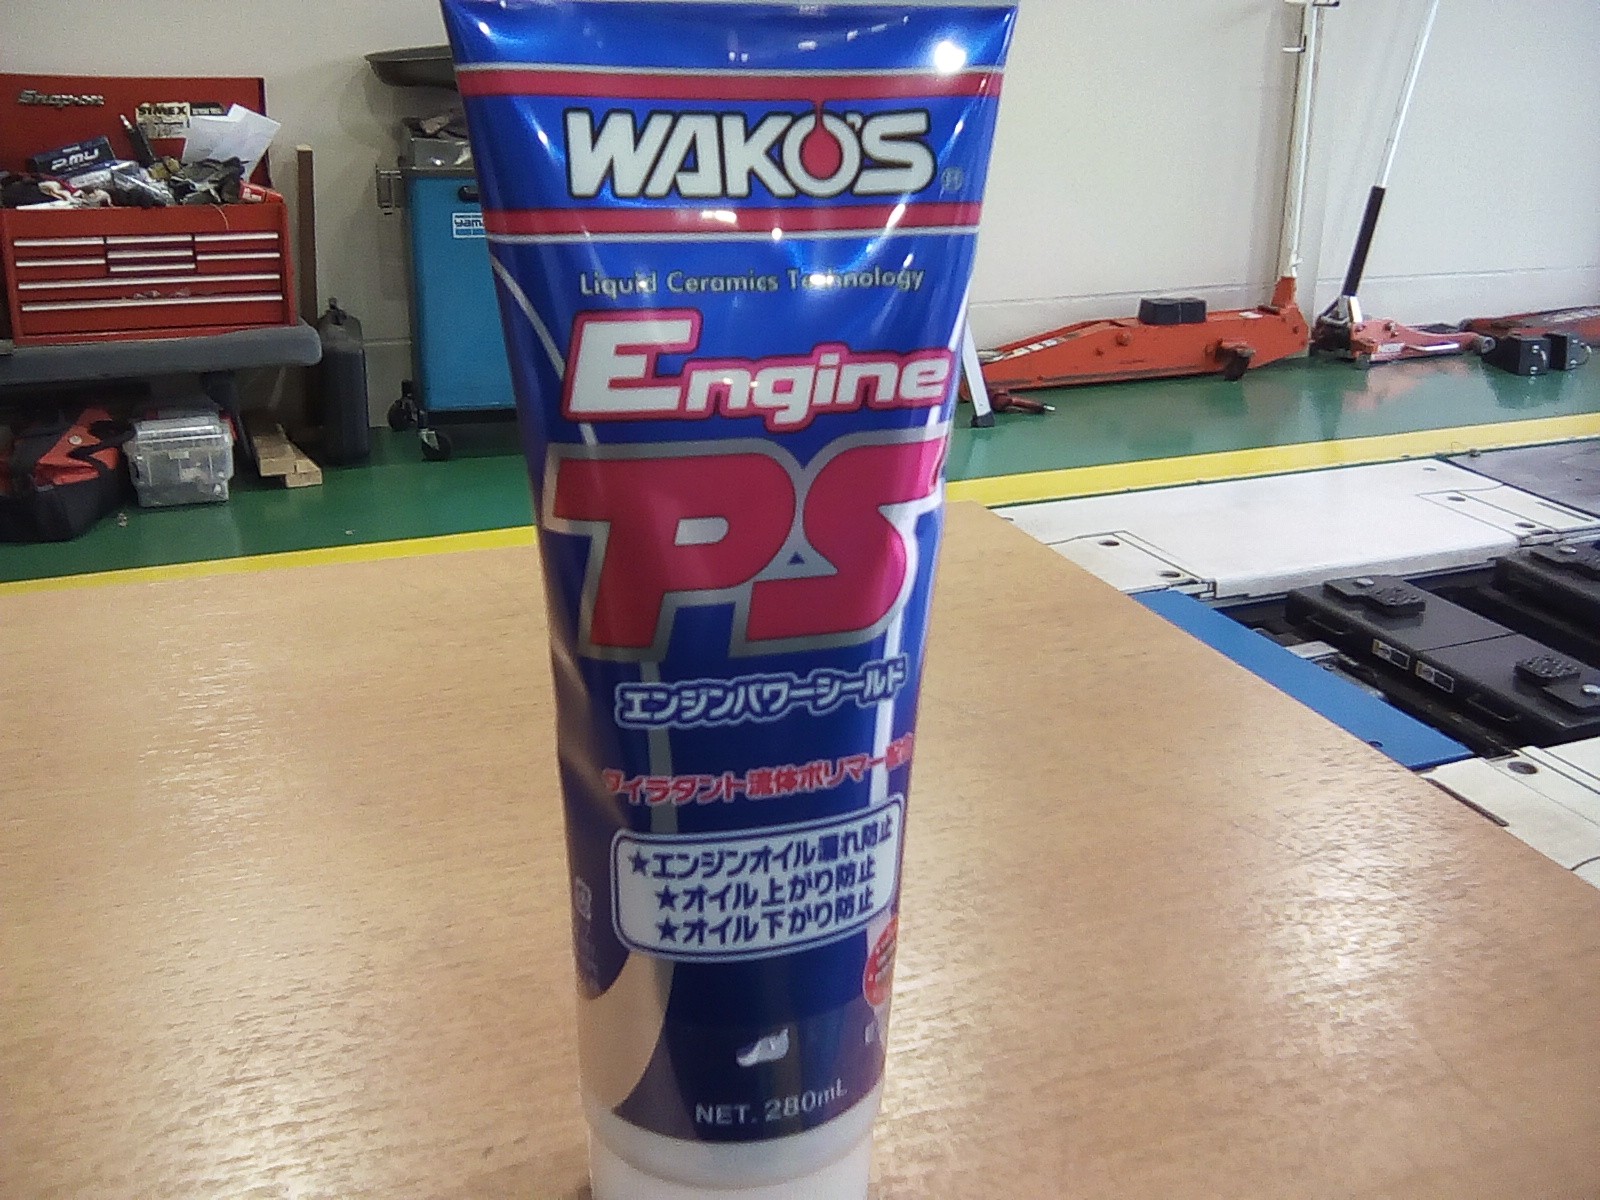 WAKO'S
Liquid Ceramics Technology
Engine
PS
エンジンパワーシールド
ダイラタント流体ポリマー配合
★エンジンオイル漏れ防止
★オイル上がり防止
★オイル下がり防止
NET. 280mL
Snap-on
SIMEX